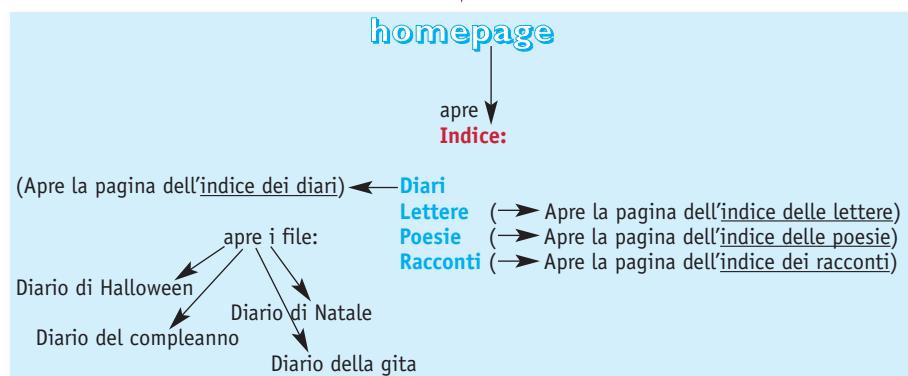 homepage
apre
Indice:
(Apre la pagina dell'indice dei diari) Diari
Lettere ( Apre la pagina dell'indice delle lettere)
Poesie ( Apre la pagina dell'indice delle poesie)
Racconti ( Apre la pagina dell'indice dei racconti)
apre i file:
Diario di Halloween
Diario di Natale
Diario del compleanno
Diario della gita